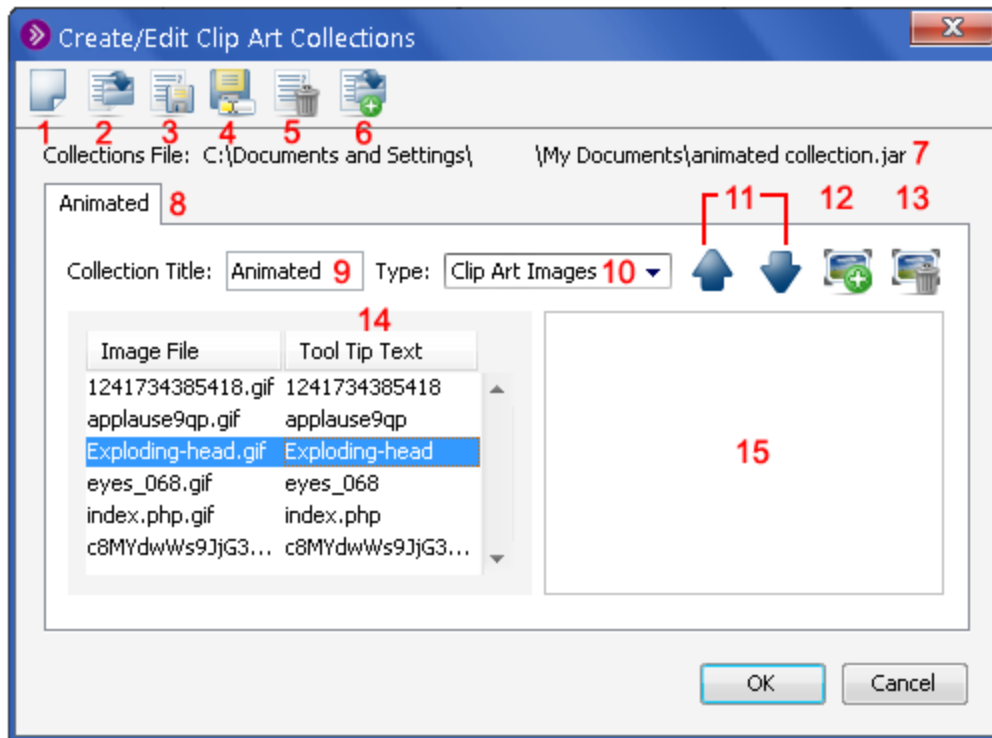 Create/Edit Clip Art Collections
1 2 3 4 5 6
Collections File: C:\Documents and Settings\ \My Documents\animated collection.jar 7
Animated 8
11 12 13
Collection Title: Animated 9 Type: Clip Art Images 10
14
Image File Tool Tip Text
1241734385418.gif 1241734385418
applause9qp.gif applause9qp
Exploding-head.gif Exploding-head
eyes_068.gif eyes_068
index.php.gif index.php
c8MYdwWs9JjG3... c8MYdwWs9JjG3...
15
OK Cancel